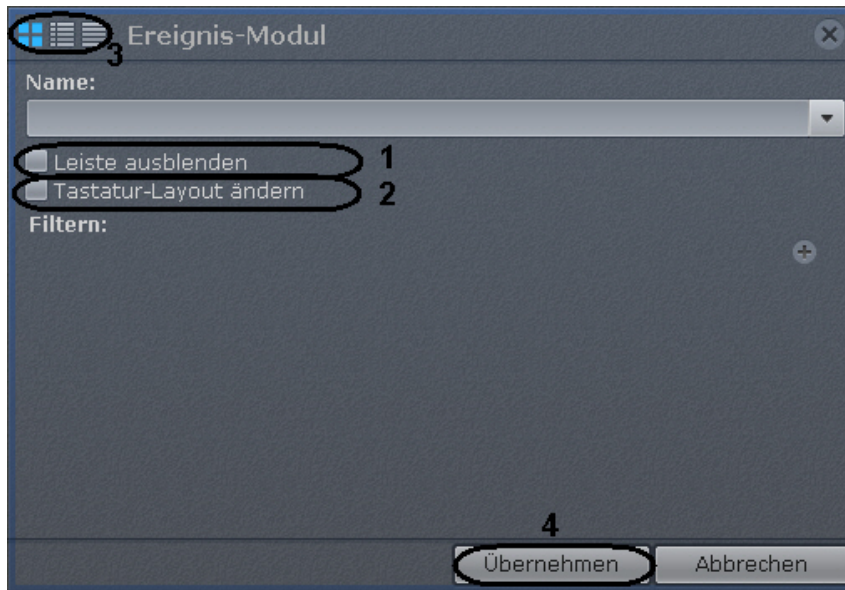 3 Ereignis-Modul
Name:
Leiste ausblenden 1
Tastatur-Layout ändern 2
Filtern:
4
Übernehmen Abbrechen